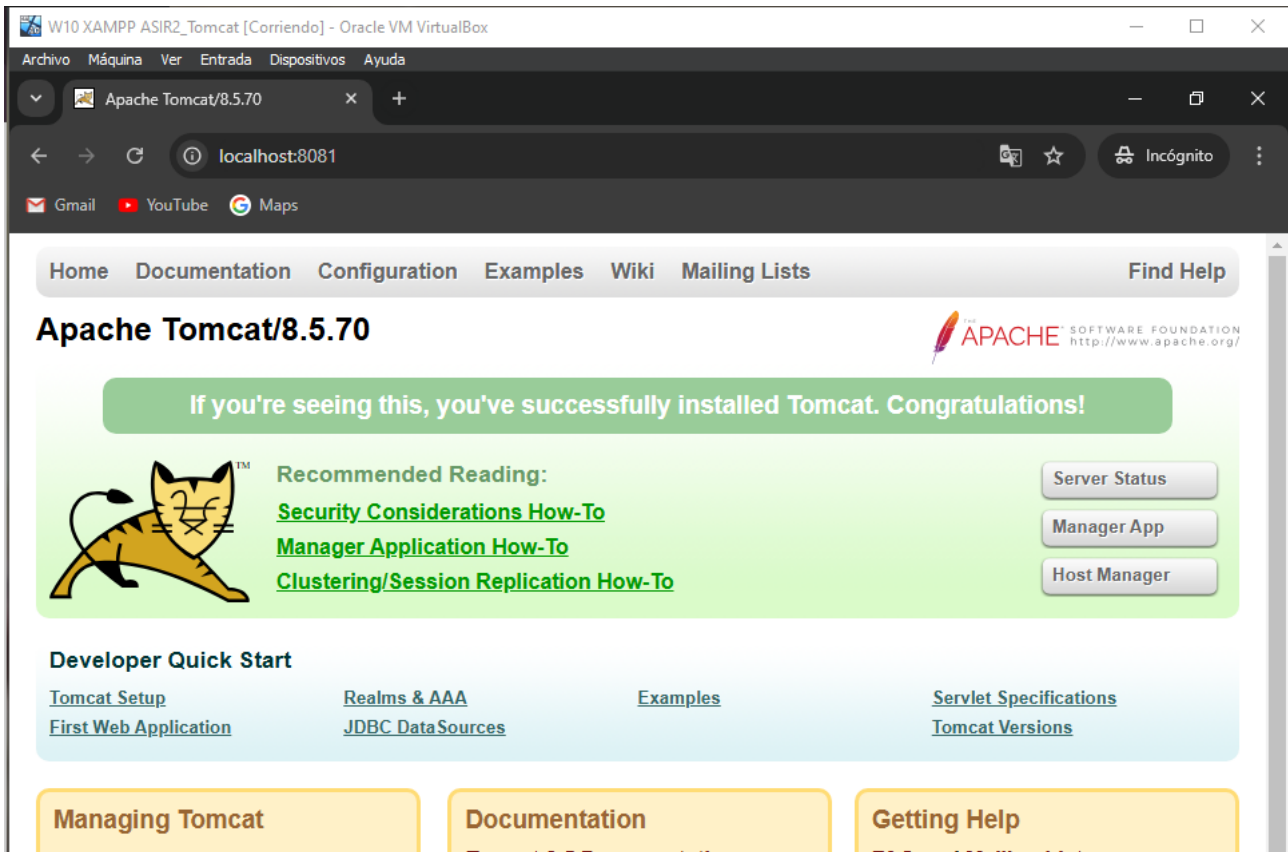 W10 XAMPP ASIR2_Tomcat [Corriendo] - Oracle VM VirtualBox
Archivo Máquina Ver Entrada Dispositivos Ayuda
Apache Tomcat/8.5.70
localhost:8081
Incógnito
Gmail YouTube Maps
Home Documentation Configuration Examples Wiki Mailing Lists Find Help
Apache Tomcat/8.5.70
THE APACHE SOFTWARE FOUNDATION
http://www.apache.org/
If you're seeing this, you've successfully installed Tomcat. Congratulations!
TM
Recommended Reading:
Security Considerations How-To
Manager Application How-To
Clustering/Session Replication How-To
Server Status
Manager App
Host Manager
Developer Quick Start
Tomcat Setup Realms & AAA Examples Servlet Specifications
First Web Application JDBC DataSources Tomcat Versions
Managing Tomcat Documentation Getting Help